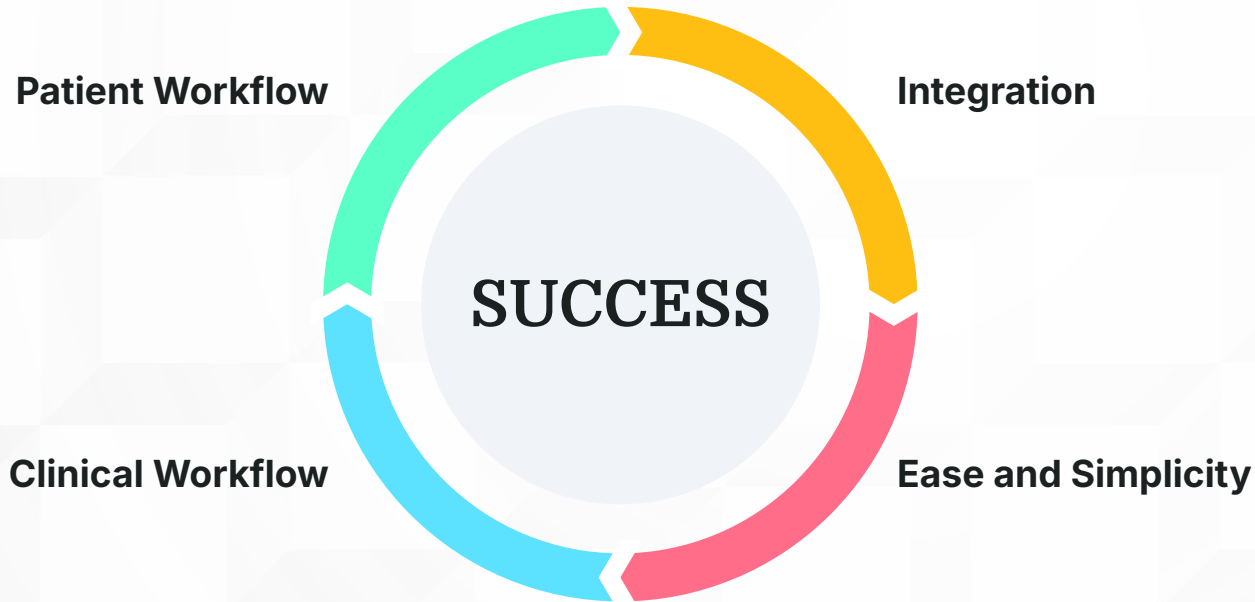 Patient Workflow
Integration
SUCCESS
Clinical Workflow
Ease and Simplicity